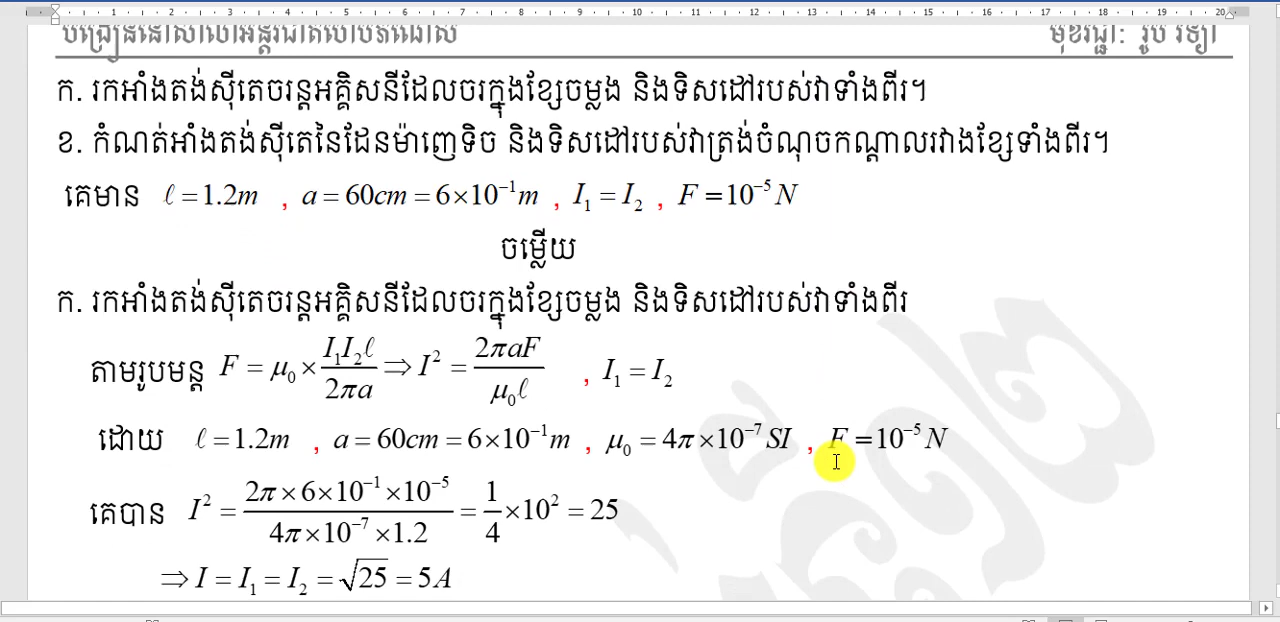 ក. រកអាំងតង់ស៊ីតេចរន្តអគ្គិសនីដែលចរក្នុងខ្សែចម្លង និងទិសដៅរបស់វាទាំងពីរ។
ខ. កំណត់អាំងតង់ស៊ីតេនៃដែនម៉ាញេទិច និងទិសដៅរបស់វាត្រង់ចំណុចកណ្តាលរវាងខ្សែទាំងពីរ។
គេមាន ℓ = 1.2m , a = 60cm = 6×10⁻¹m , I₁ = I₂ , F = 10⁻⁵ N
ចម្លើយ
ក. រកអាំងតង់ស៊ីតេចរន្តអគ្គិសនីដែលចរក្នុងខ្សែចម្លង និងទិសដៅរបស់វាទាំងពីរ
តាមរូបមន្ត F = μ₀ × I₁I₂ℓ / 2πa ⇒ I² = 2πaF / μ₀ℓ , I₁ = I₂
ដោយ ℓ = 1.2m , a = 60cm = 6×10⁻¹m , μ₀ = 4π×10⁻⁷ SI , F = 10⁻⁵ N
គេបាន I² = 2π×6×10⁻¹×10⁻⁵ / 4π×10⁻⁷×1.2 = 1/4 ×10² = 25
⇒ I = I₁ = I₂ = √25 = 5A